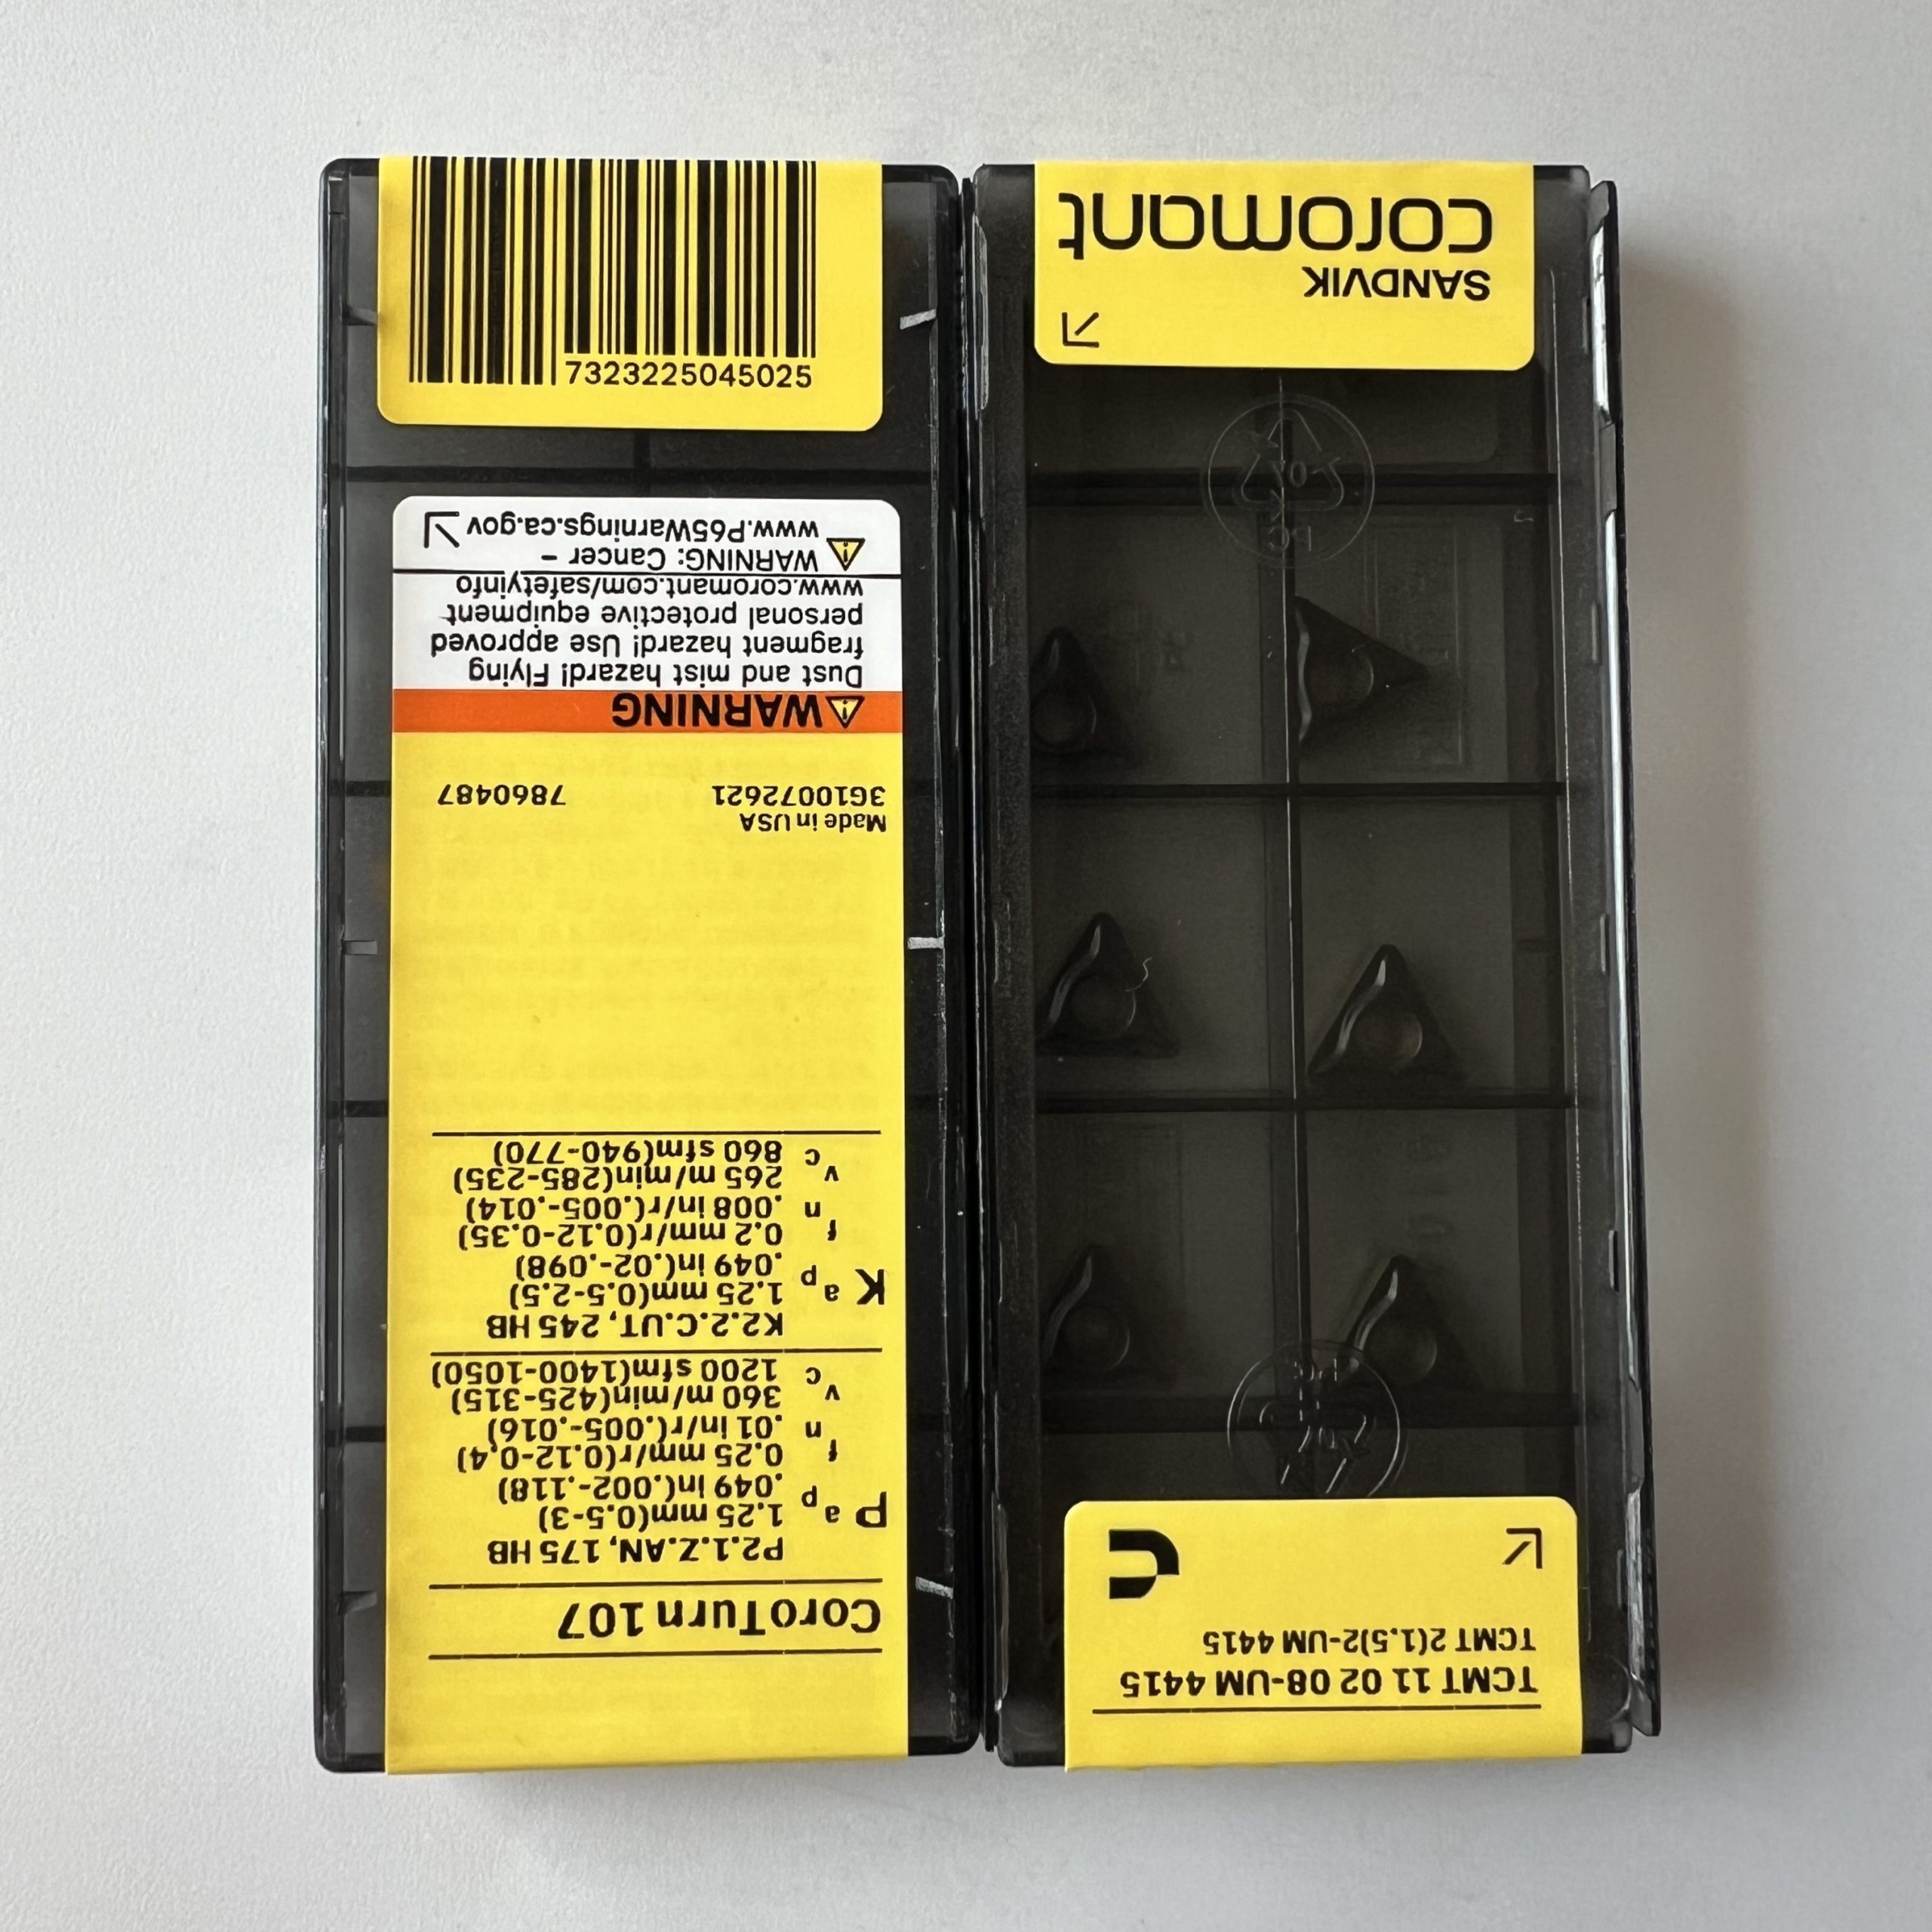 7323225045025
CoroTurn 107
P2.1.Z.AN, 175 HB
P ap 1.25 mm(0.5-3)
.049 in(.002-.118)
fn 0.25 mm/r(0.12-0.4)
.01 in/r(.005-.016)
vc 360 m/min(425-315)
1200 sfm(1400-1050)
K2.2.C.UT, 245 HB
K ap 1.25 mm(0.5-2.5)
.049 in(.02-.098)
fn 0.2 mm/r(0.12-0.35)
.008 in/r(.005-.014)
vc 265 m/min(285-235)
860 sfm(940-770)
Made in USA
3G10072621 7860487
WARNING
Dust and mist hazard! Flying
fragment hazard! Use approved
personal protective equipment
www.coromant.com/safetyinfo
WARNING: Cancer –
www.P65Warnings.ca.gov
TCMT 11 02 08-UM 4415
TCMT 2(1.5)2-UM 4415
SANDVIK
coromant
07
PC
PC